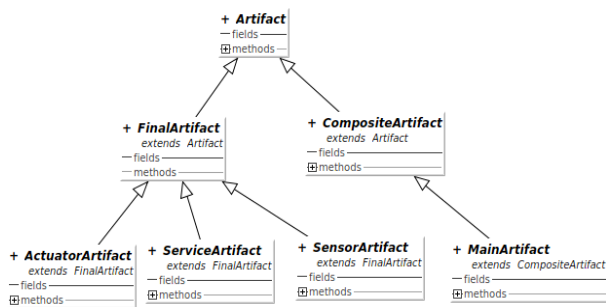 + Artifact
fields
methods
+ FinalArtifact
extends Artifact
fields
methods
+ CompositeArtifact
extends Artifact
fields
methods
+ ActuatorArtifact
extends FinalArtifact
fields
methods
+ ServiceArtifact
extends FinalArtifact
fields
methods
+ SensorArtifact
extends FinalArtifact
fields
methods
+ MainArtifact
extends CompositeArtifact
fields
methods